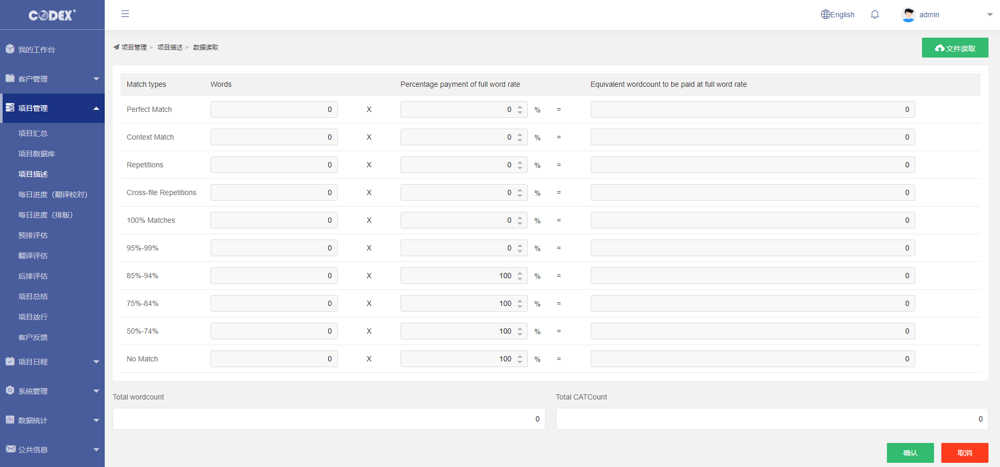 CODEX®
English
admin
我的工作台
客户管理
项目管理
项目汇总
项目数据库
项目描述
每日进度（翻译校对）
每日进度（排版）
预排评估
翻译评估
后排评估
项目总结
项目放行
客户反馈
项目日程
系统管理
数据统计
公共信息
项目管理 > 项目描述 > 数据读取
文件读取
Match types Words Percentage payment of full word rate Equivalent wordcount to be paid at full word rate
Perfect Match 0 X 0 % = 0
Context Match 0 X 0 % = 0
Repetitions 0 X 0 % = 0
Cross-file Repetitions 0 X 0 % = 0
100% Matches 0 X 0 % = 0
95%-99% 0 X 0 % = 0
85%-94% 0 X 100 % = 0
75%-84% 0 X 100 % = 0
50%-74% 0 X 100 % = 0
No Match 0 X 100 % = 0
Total wordcount Total CATCount
0 0
确认 取消